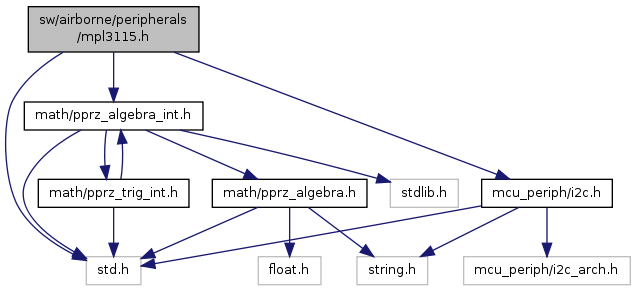 sw/airborne/peripherals
/mpl3115.h
math/pprz_algebra_int.h
math/pprz_trig_int.h
math/pprz_algebra.h
stdlib.h
mcu_periph/i2c.h
std.h
float.h
string.h
mcu_periph/i2c_arch.h